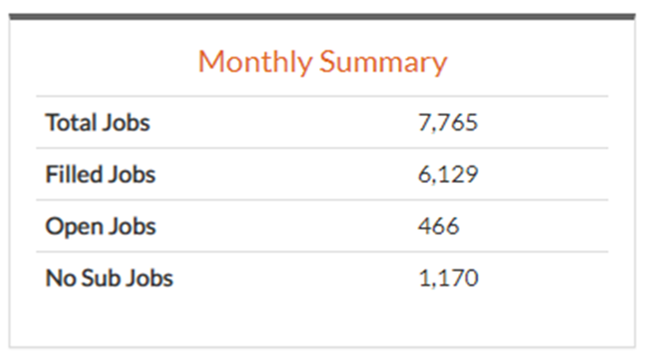 Monthly Summary
Total Jobs 7,765
Filled Jobs 6,129
Open Jobs 466
No Sub Jobs 1,170